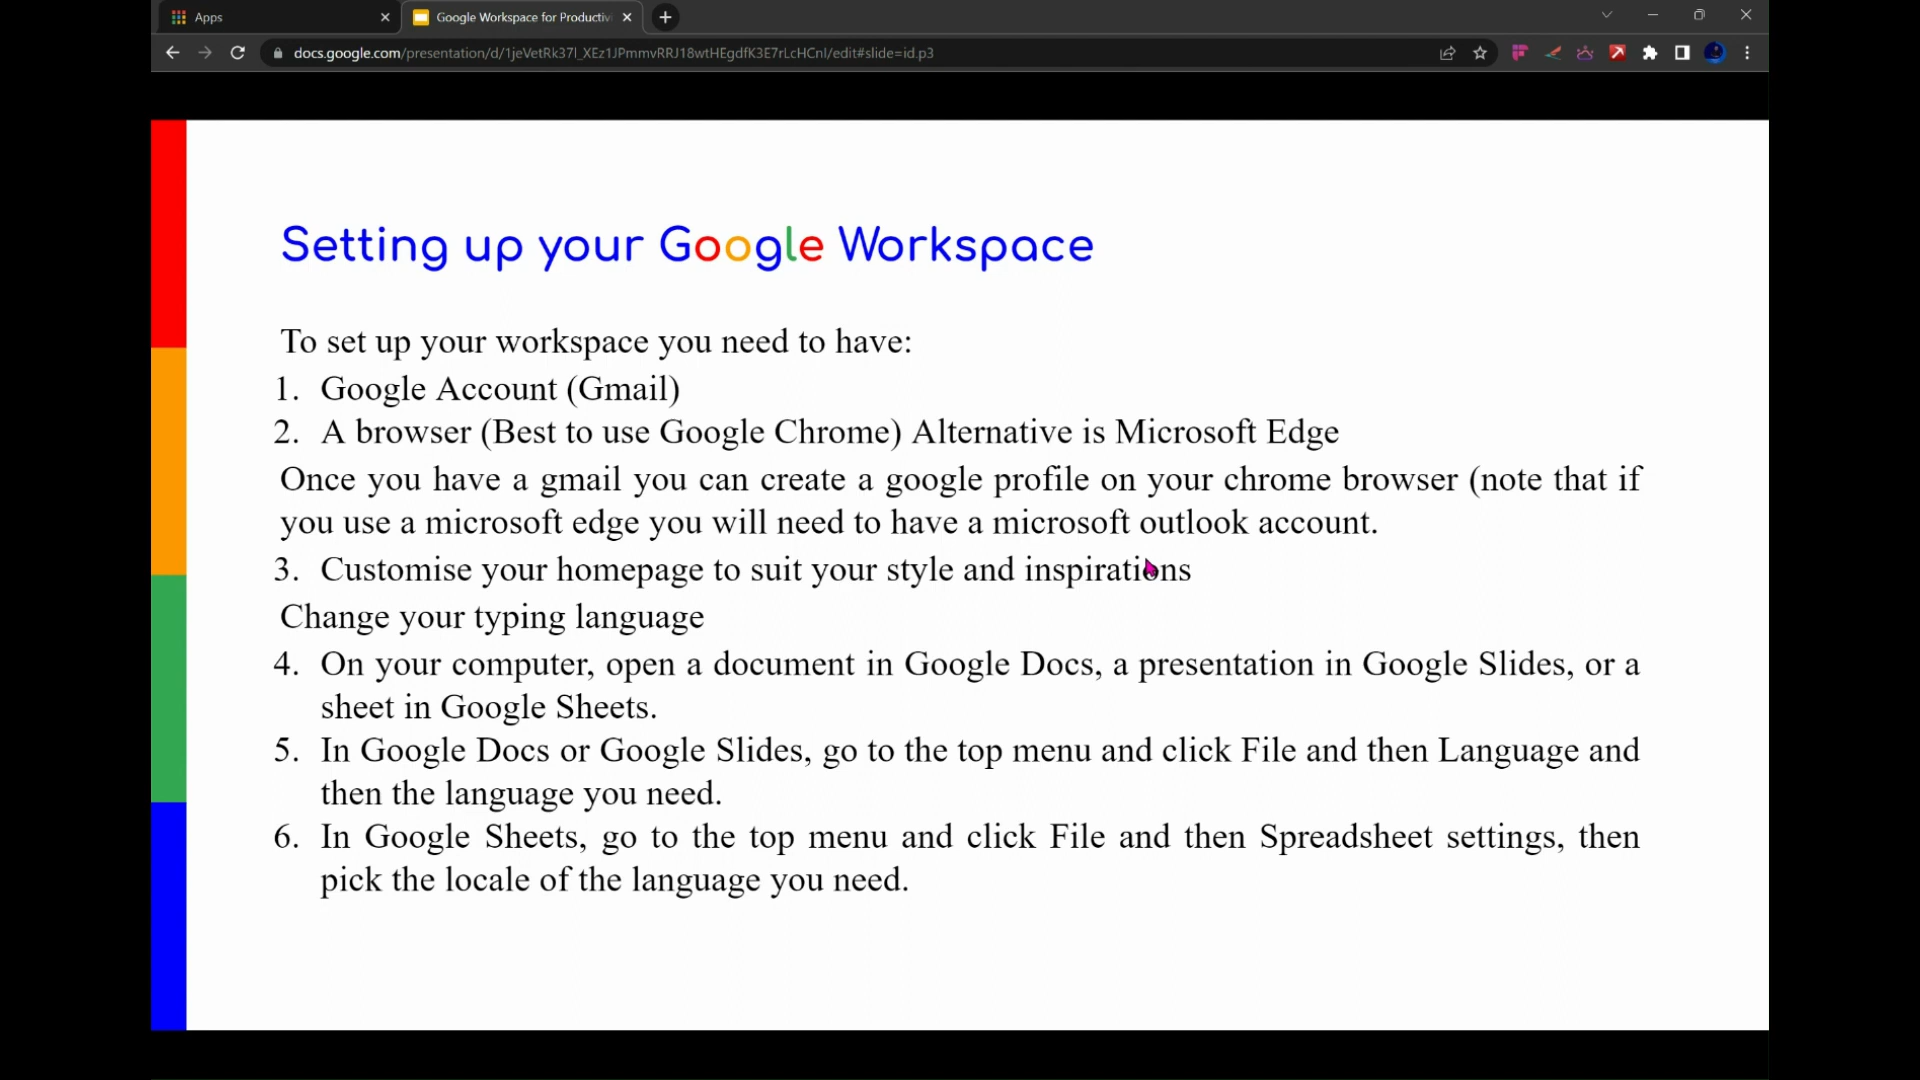 Apps
Google Workspace for Productiv
docs.google.com/presentation/d/1jeVetRk37l_XEz1JPmmvRRJ18wtHEgdfK3E7rLcHCnI/edit#slide=id.p3
Setting up your Google Workspace
To set up your workspace you need to have:
1. Google Account (Gmail)
2. A browser (Best to use Google Chrome) Alternative is Microsoft Edge
Once you have a gmail you can create a google profile on your chrome browser (note that if
you use a microsoft edge you will need to have a microsoft outlook account.
3. Customise your homepage to suit your style and inspirations
Change your typing language
4. On your computer, open a document in Google Docs, a presentation in Google Slides, or a
sheet in Google Sheets.
5. In Google Docs or Google Slides, go to the top menu and click File and then Language and
then the language you need.
6. In Google Sheets, go to the top menu and click File and then Spreadsheet settings, then
pick the locale of the language you need.